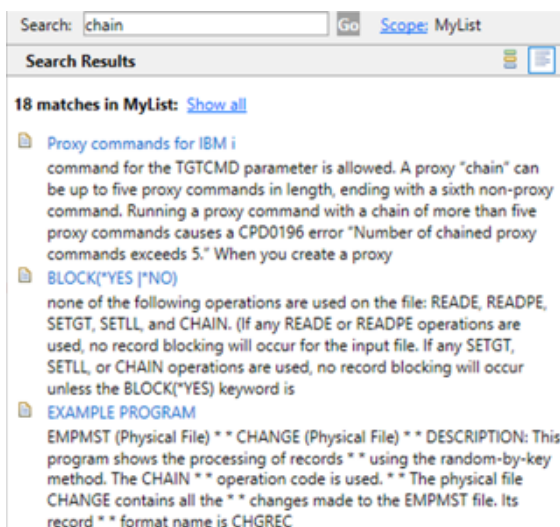 Search: chain Go Scope: MyList
Search Results
18 matches in MyList: Show all
Proxy commands for IBM i
command for the TGTCMD parameter is allowed. A proxy "chain" can
be up to five proxy commands in length, ending with a sixth non-proxy
command. Running a proxy command with a chain of more than five
proxy commands causes a CPD0196 error "Number of chained proxy
commands exceeds 5." When you create a proxy
BLOCK(*YES |*NO)
none of the following operations are used on the file: READE, READPE,
SETGT, SETLL, and CHAIN. (If any READE or READPE operations are
used, no record blocking will occur for the input file. If any SETGT,
SETLL, or CHAIN operations are used, no record blocking will occur
unless the BLOCK(*YES) keyword is
EXAMPLE PROGRAM
EMPMST (Physical File) * * CHANGE (Physical File) * * DESCRIPTION: This
program shows the processing of records * * using the random-by-key
method. The CHAIN * * operation code is used. * * The physical file
CHANGE contains all the * * changes made to the EMPMST file. Its
record * * format name is CHGREC